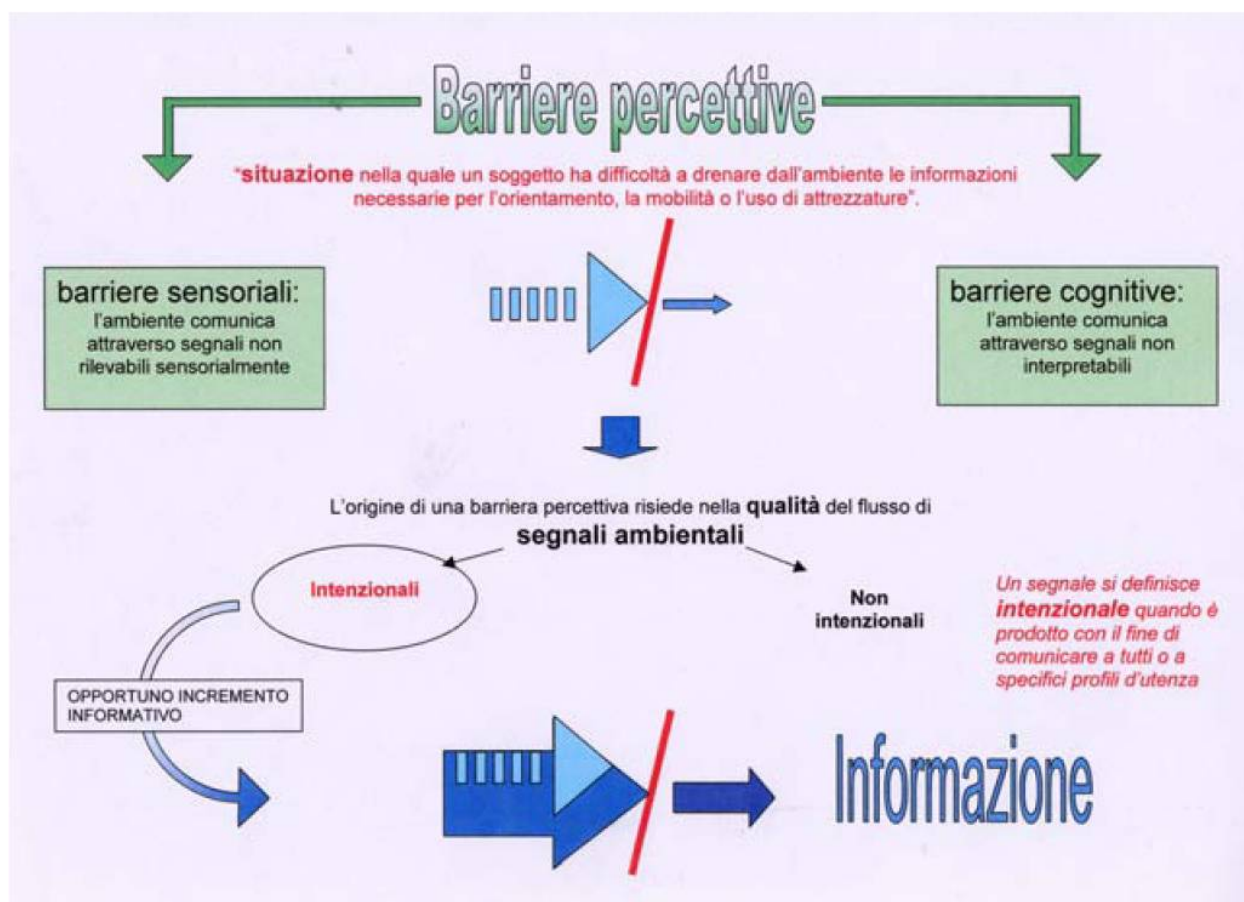 Barriere percettive
"situazione nella quale un soggetto ha difficoltà a drenare dall'ambiente le informazioni
necessarie per l'orientamento, la mobilità o l'uso di attrezzature".
barriere sensoriali:
l'ambiente comunica
attraverso segnali non
rilevabili sensorialmente
barriere cognitive:
l'ambiente comunica
attraverso segnali non
interpretabili
L'origine di una barriera percettiva risiede nella qualità del flusso di
segnali ambientali
Intenzionali
Non
intenzionali
Un segnale si definisce
intenzionale quando è
prodotto con il fine di
comunicare a tutti o a
specifici profili d'utenza
OPPORTUNO INCREMENTO
INFORMATIVO
Informazione